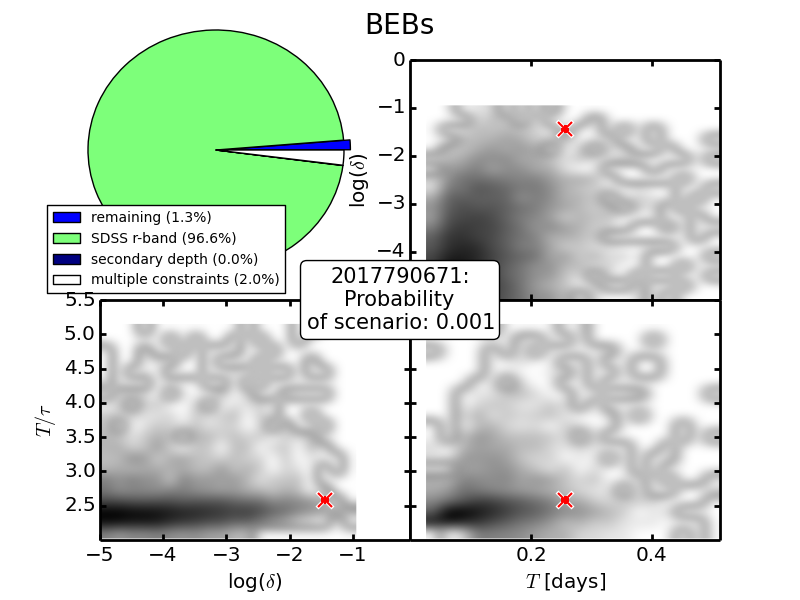 BEBs
remaining (1.3%)
SDSS r-band (96.6%)
secondary depth (0.0%)
multiple constraints (2.0%)
0
−1
−2
−3
−4
log(δ)
2017790671:
Probability
of scenario: 0.001
5.5
5.0
4.5
4.0
3.5
3.0
2.5
T/τ
−5 −4 −3 −2 −1
log(δ)
0.2 0.4
T [days]